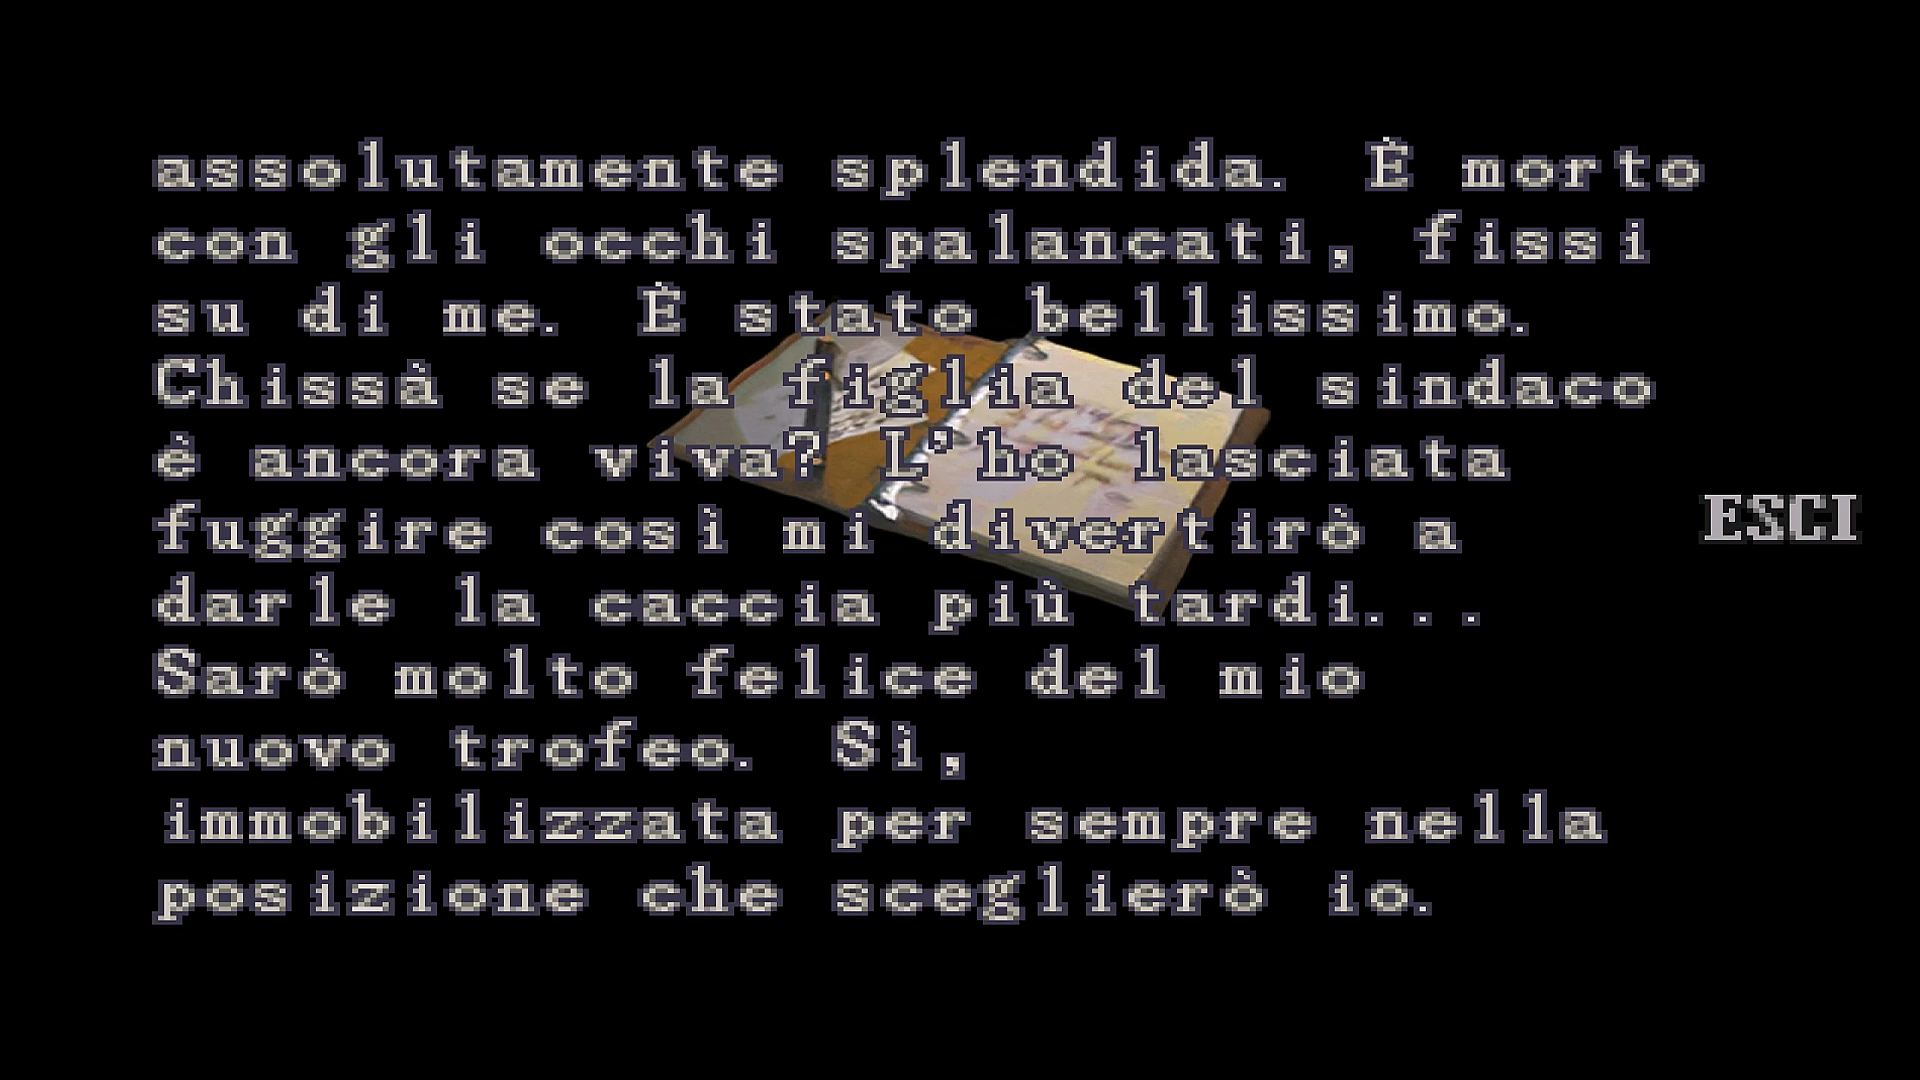 assolutamente splendida. È morto
con gli occhi spalancati, fissi
su di me. È stato bellissimo.
Chissà se la figlia del sindaco
è ancora viva? L'ho lasciata
fuggire così mi divertirò a
darle la caccia più tardi...
Sarò molto felice del mio
nuovo trofeo. Sì,
immobilizzata per sempre nella
posizione che sceglierò io.
ESCI